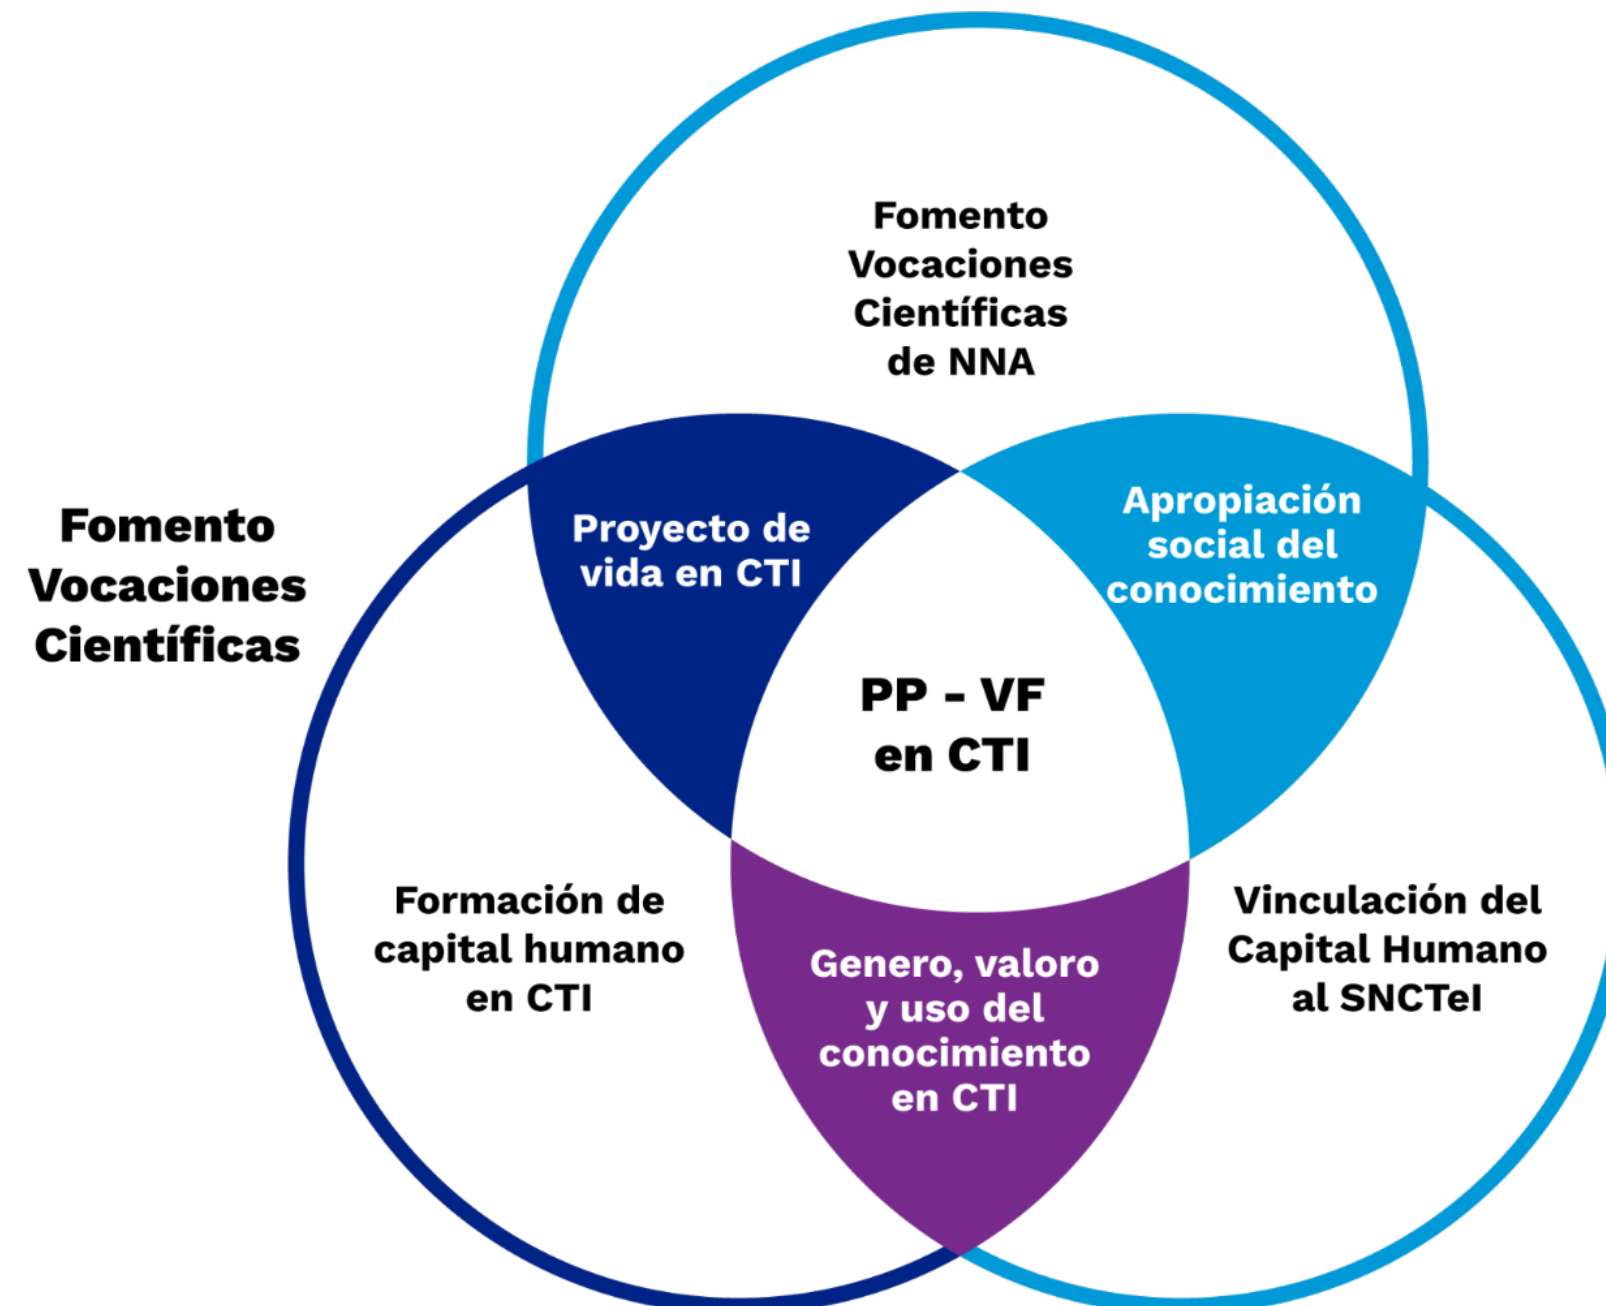 Fomento
Vocaciones
Científicas
de NNA
Fomento
Vocaciones
Científicas
Proyecto de
vida en CTI
Apropiación
social del
conocimiento
PP - VF
en CTI
Formación de
capital humano
en CTI
Genero, valoro
y uso del
conocimiento
en CTI
Vinculación del
Capital Humano
al SNCTeI